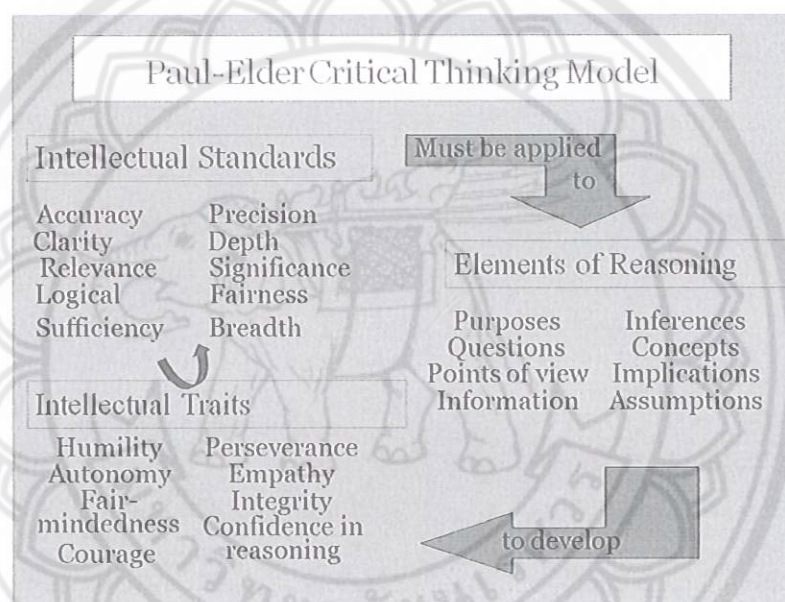 Paul-Elder Critical Thinking Model
Intellectual Standards
Accuracy Precision
Clarity Depth
Relevance Significance
Logical Fairness
Sufficiency Breadth
Must be applied
to
Elements of Reasoning
Purposes Inferences
Questions Concepts
Points of view Implications
Information Assumptions
Intellectual Traits
Humility Perseverance
Autonomy Empathy
Fair- Integrity
mindedness Confidence in
Courage reasoning
to develop